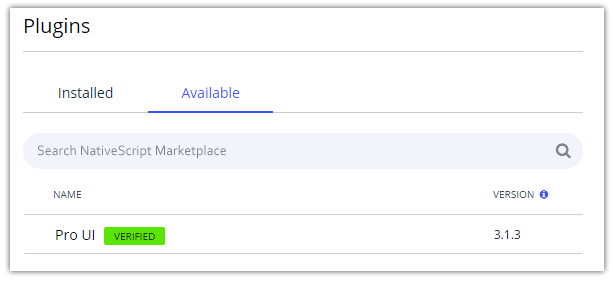 Plugins
Installed Available
Search NativeScript Marketplace
NAME VERSION
Pro UI VERIFIED 3.1.3